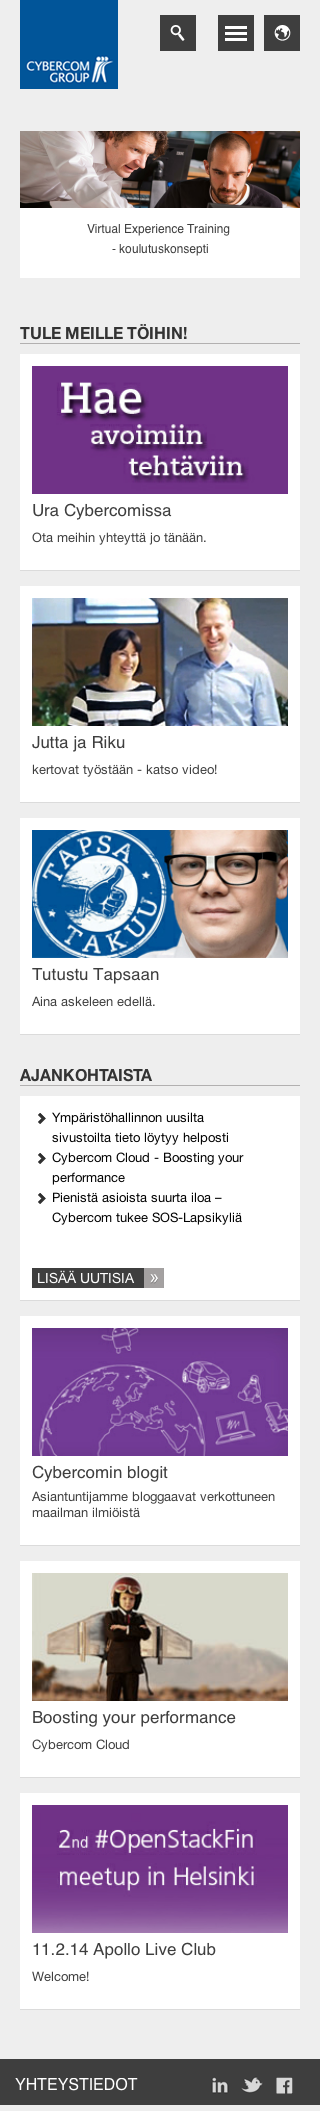 CYBERCOM
GROUP
Virtual Experience Training
- koulutuskonsepti
TULE MEILLE TÖIHIN!
Hae
avoimiin
tehtäviin
Ura Cybercomissa
Ota meihin yhteyttä jo tänään.
Jutta ja Riku
kertovat työstään - katso video!
TAPSA
TAKUU
Tutustu Tapsaan
Aina askeleen edellä.
AJANKOHTAISTA
Ympäristöhallinnon uusilta
sivustoilta tieto löytyy helposti
Cybercom Cloud - Boosting your
performance
Pienistä asioista suurta iloa –
Cybercom tukee SOS-Lapsikyliä
LISÄÄ UUTISIA »
Cybercomin blogit
Asiantuntijamme bloggaavat verkottuneen
maailman ilmiöistä
Boosting your performance
Cybercom Cloud
2nd #OpenStackFin
meetup in Helsinki
11.2.14 Apollo Live Club
Welcome!
YHTEYSTIEDOT